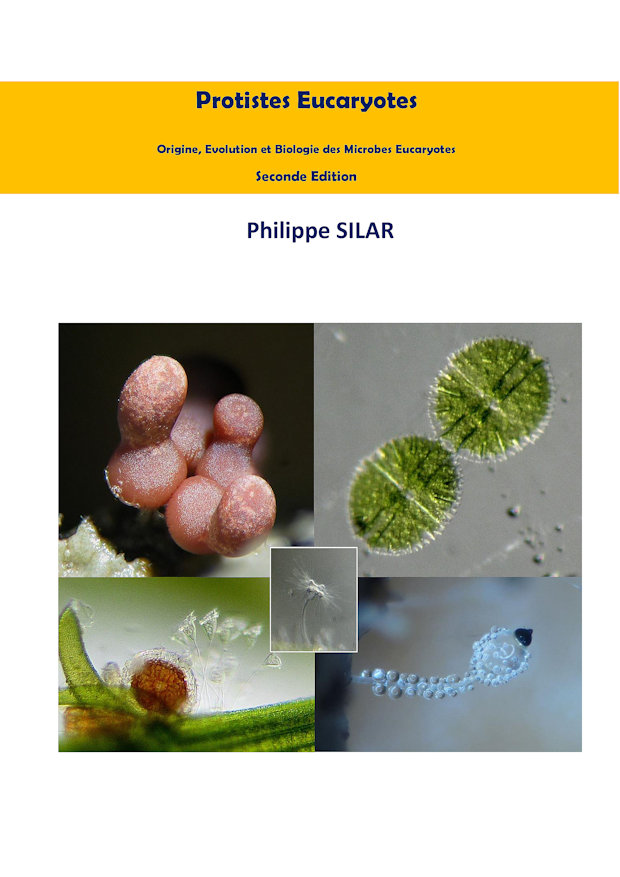 Protistes Eucaryotes
Origine, Evolution et Biologie des Microbes Eucaryotes
Seconde Edition
Philippe SILAR